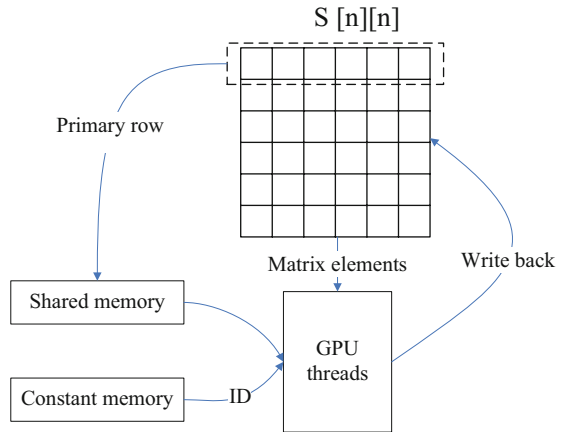 S [n][n]
Primary row
Matrix elements
Write back
Shared memory
GPU
threads
Constant memory
ID